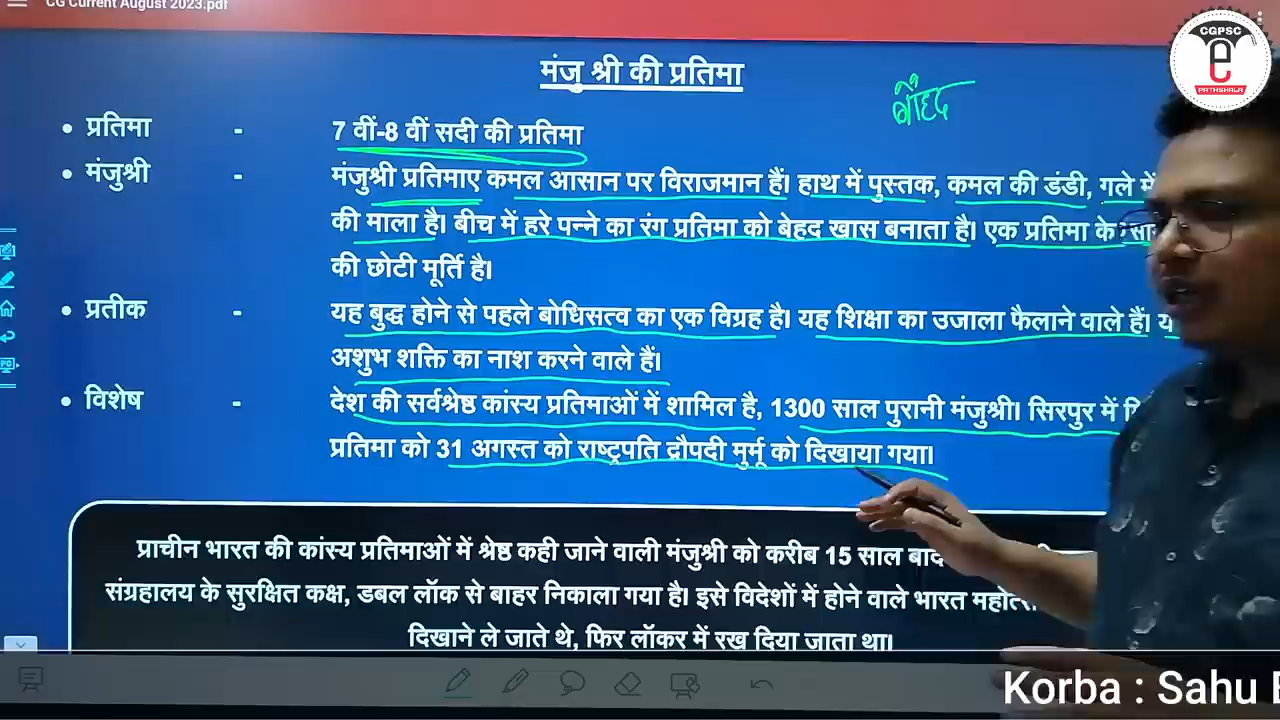 CG Current August 2023.pdf
CGPSC
e
PATHSHALA
मंजु श्री की प्रतिमा
• प्रतिमा - 7 वीं-8 वीं सदी की प्रतिमा
• मंजुश्री - मंजुश्री प्रतिमाए कमल आसान पर विराजमान हैं। हाथ में पुस्तक, कमल की डंडी, गले में
की माला है। बीच में हरे पन्ने का रंग प्रतिमा को बेहद खास बनाता है। एक प्रतिमा के
की छोटी मूर्ति है।
• प्रतीक - यह बुद्ध होने से पहले बोधिसत्व का एक विग्रह है। यह शिक्षा का उजाला फैलाने वाले हैं।
अशुभ शक्ति का नाश करने वाले हैं।
• विशेष - देश की सर्वश्रेष्ठ कांस्य प्रतिमाओं में शामिल है, 1300 साल पुरानी मंजुश्री। सिरपुर में
प्रतिमा को 31 अगस्त को राष्ट्रपति द्रौपदी मुर्मू को दिखाया गया।
प्राचीन भारत की कांस्य प्रतिमाओं में श्रेष्ठ कही जाने वाली मंजुश्री को करीब 15 साल बाद
संग्रहालय के सुरक्षित कक्ष, डबल लॉक से बाहर निकाला गया है। इसे विदेशों में होने वाले भारत
दिखाने ले जाते थे, फिर लॉकर में रख दिया जाता था।
Korba : Sahu